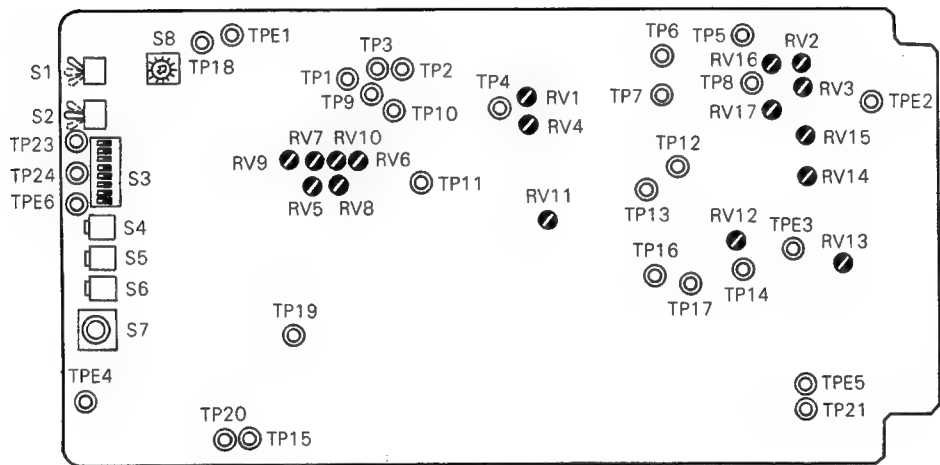 S8
TPE1
TP18
S1
TP3
TP1
TP2
TP9
TP10
TP4
RV1
RV4
TP6
TP5
RV16
RV2
TP8
RV3
TP7
RV17
TPE2
RV15
S2
TP23
TP24
TPE6
S3
RV7
RV10
RV9
RV6
RV5
RV8
TP11
TP12
TP13
RV14
RV11
S4
S5
S6
S7
RV12
TPE3
RV13
TP16
TP17
TP14
TP19
TPE4
TPE5
TP21
TP20
TP15